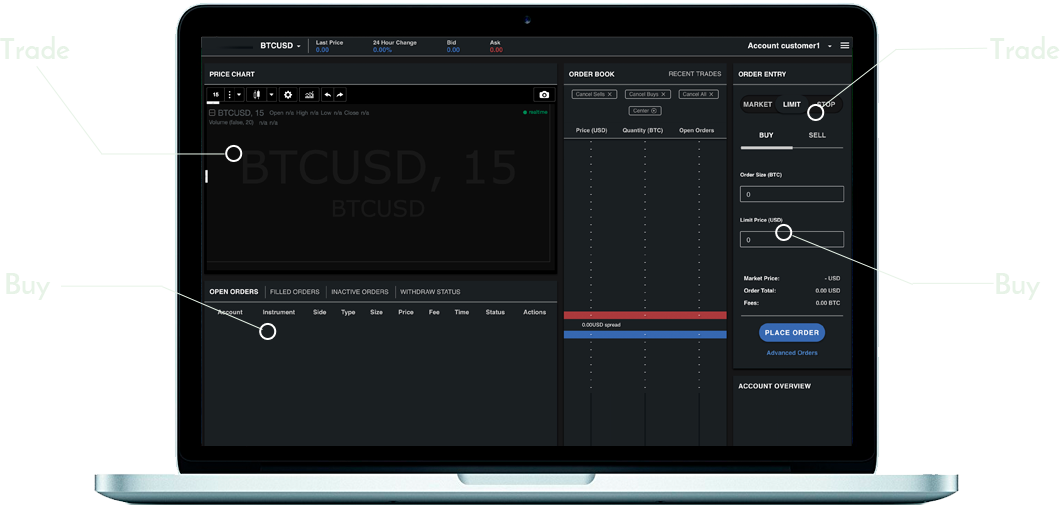 Trade
Trade
Buy
Buy
BTCUSD
Last Price
0.00
24 Hour Change
0.00%
Bid
0.00
Ask
0.00
Account customer1
PRICE CHART
15
BTCUSD, 15 Open n/s High n/s Low n/s Close n/s
Volume (false, 20) n/s n/s
realtime
BTCUSD, 15
BTCUSD
OPEN ORDERS FILLED ORDERS INACTIVE ORDERS WITHDRAW STATUS
Account Instrument Side Type Size Price Fee Time Status Actions
ORDER BOOK RECENT TRADES
Cancel Sells X Cancel Buys X Cancel All X
Center
Price (USD) Quantity (BTC) Open Orders
0.00USD spread
ORDER ENTRY
MARKET LIMIT STOP
BUY SELL
Order Size (BTC)
0
Limit Price (USD)
0
Market Price: - USD
Order Total: 0.00 USD
Fees: 0.00 BTC
PLACE ORDER
Advanced Orders
ACCOUNT OVERVIEW